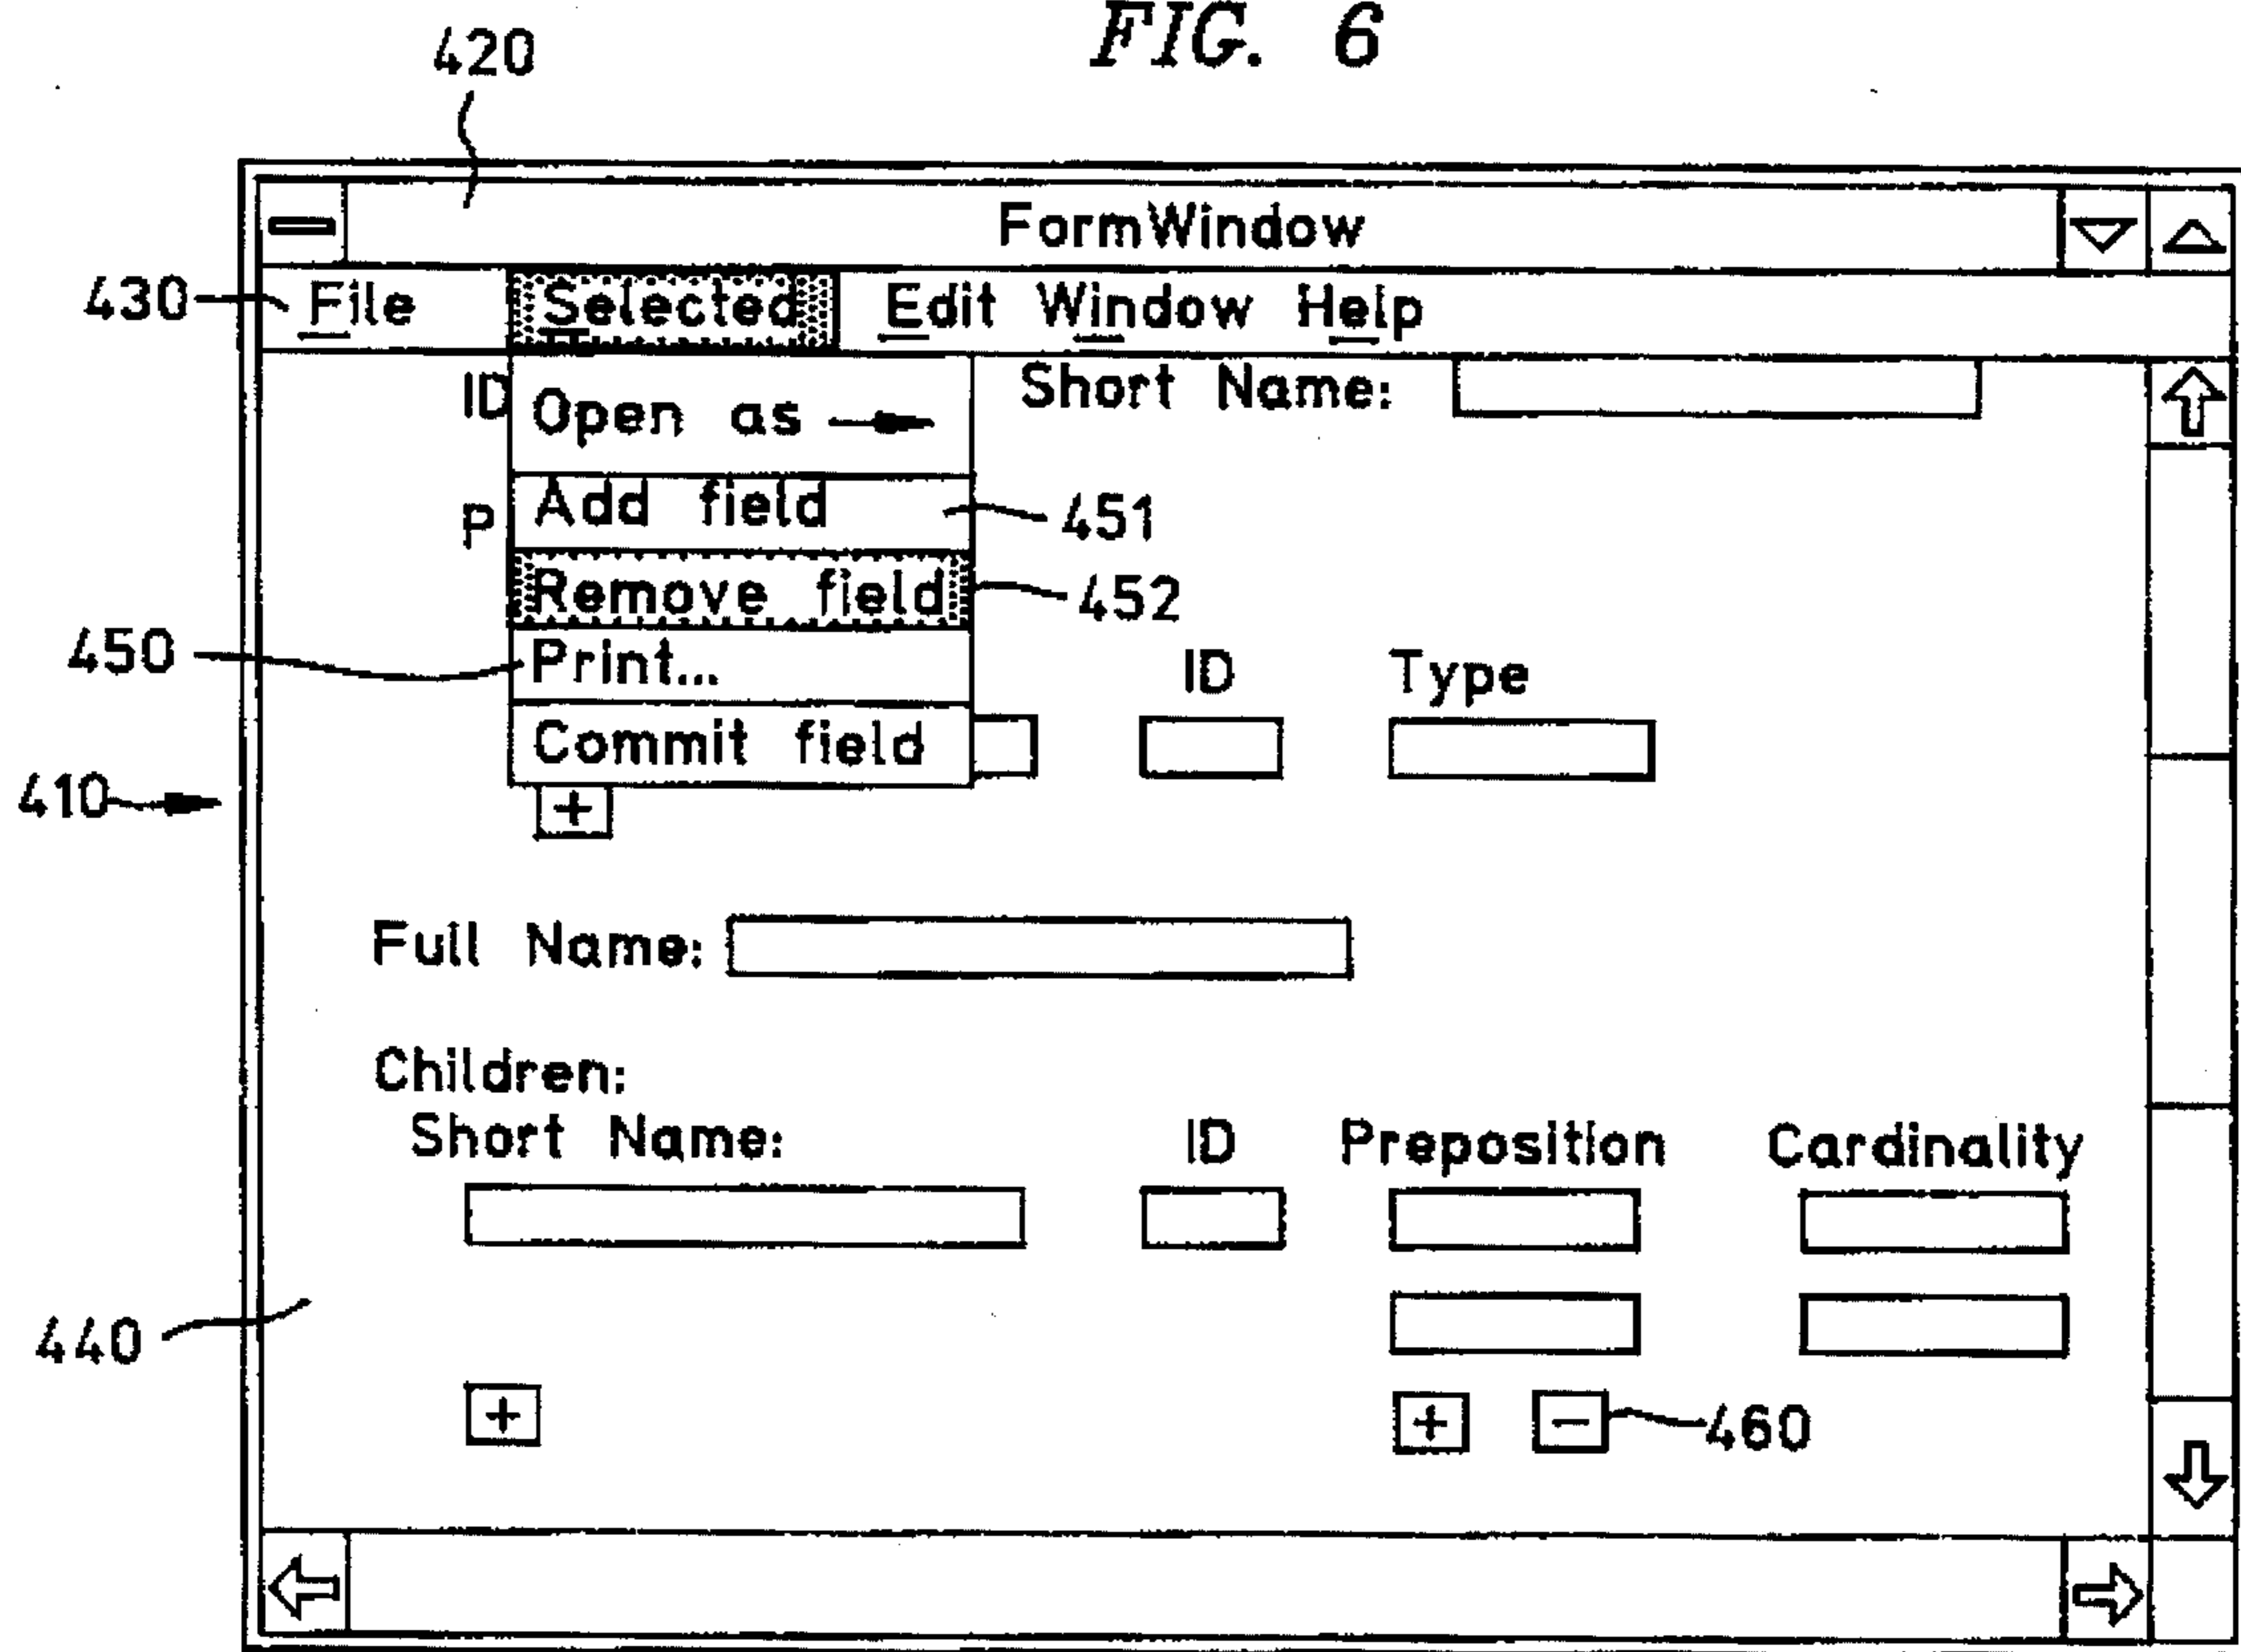 FIG. 6
420
FormWindow
430 File Selected Edit Window Help
ID Open as Short Name:
P Add field 451
Remove field 452
450 Print... ID Type
Commit field
410
+
Full Name:
Children:
Short Name: ID Preposition Cardinality
440
+ + - 460